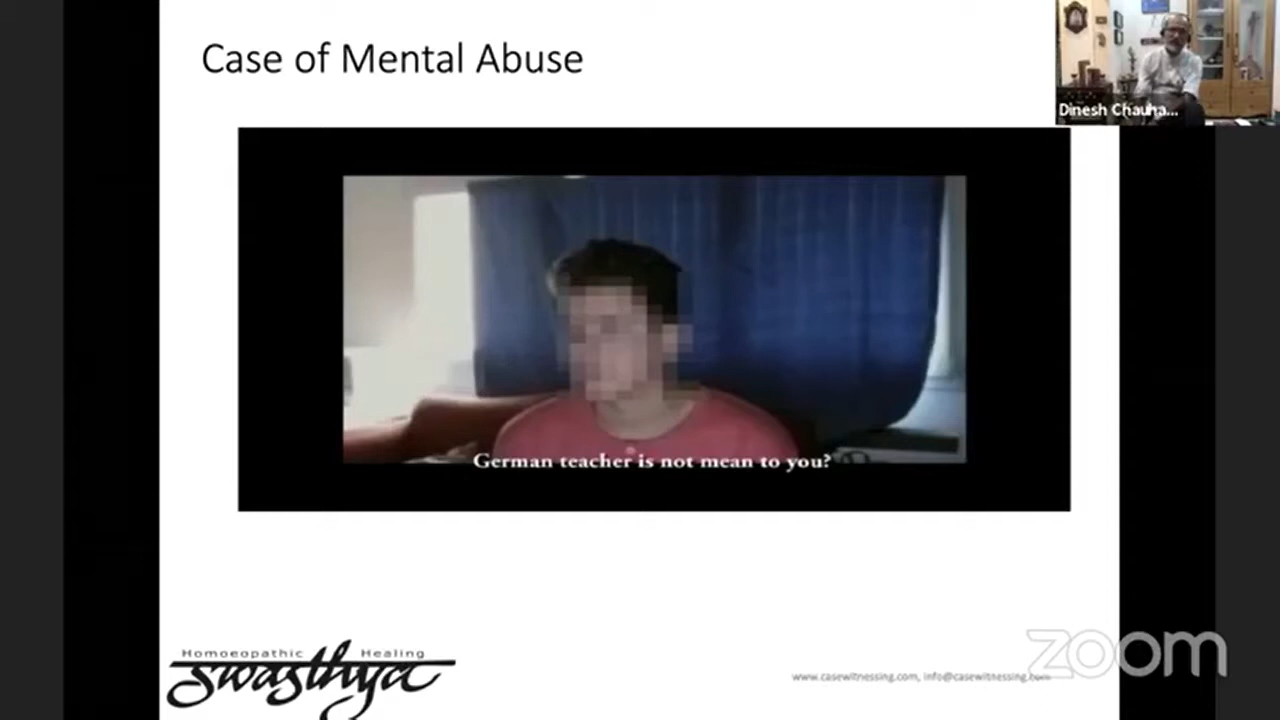 Case of Mental Abuse
Dinesh Chauha...
German teacher is not mean to you?
Homoeopathic Healing
swasthya
www.casewitnessing.com, info@casewitnessing.com
zoom